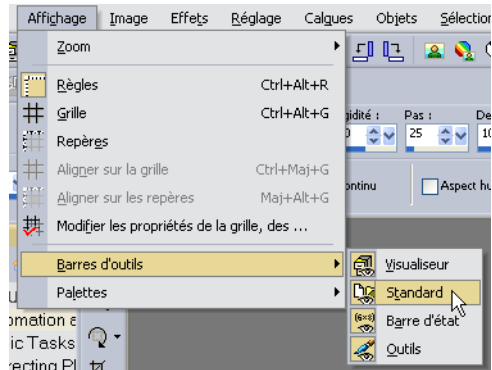 Affichage Image Effets Réglage Calques Objets
Zoom
Règles Ctrl+Alt+R
Grille Ctrl+Alt+G
Repères
Aligner sur la grille Ctrl+Maj+G
Aligner sur les repères Maj+Alt+G
Modifier les propriétés de la grille, des ...
Barres d'outils
Palettes
Pas :
25
Aspect
Visualiseur
Standard
Barre d'état
Outils
ic Tasks